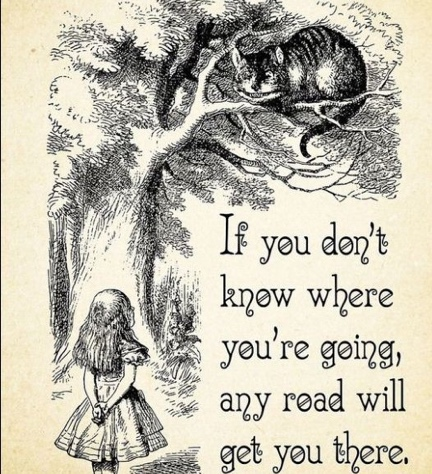 If you don't
know where
you're going,
any road will
get you there.